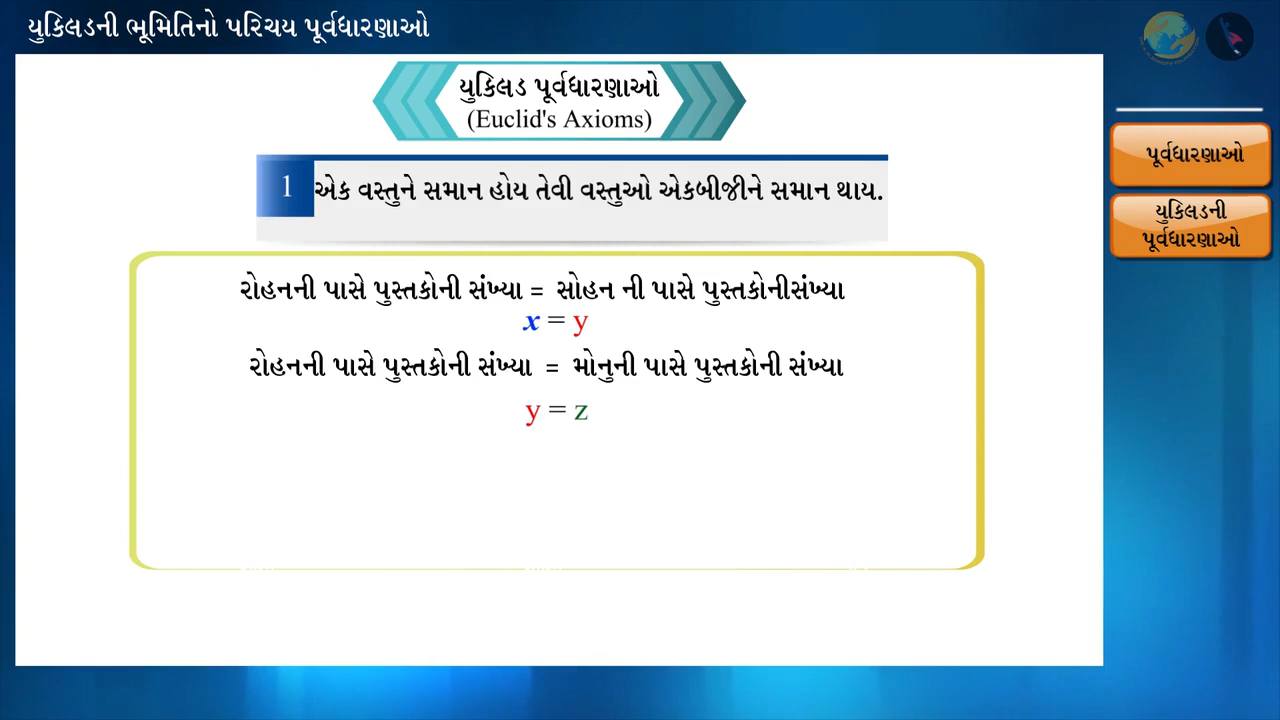 યુકિલડની ભૂમિતિનો પરિચય પૂર્વધારણાઓ
યુકિલડ પૂર્વધારણાઓ
(Euclid's Axioms)
1 એક વસ્તુને સમાન હોય તેવી વસ્તુઓ એકબીજીને સમાન થાય.
રોહનની પાસે પુસ્તકોની સંખ્યા = સોહન ની પાસે પુસ્તકોનીસંખ્યા
x = y
રોહનની પાસે પુસ્તકોની સંખ્યા = મોનુની પાસે પુસ્તકોની સંખ્યા
y = z
પૂર્વધારણાઓ
યુકિલડની
પૂર્વધારણાઓ